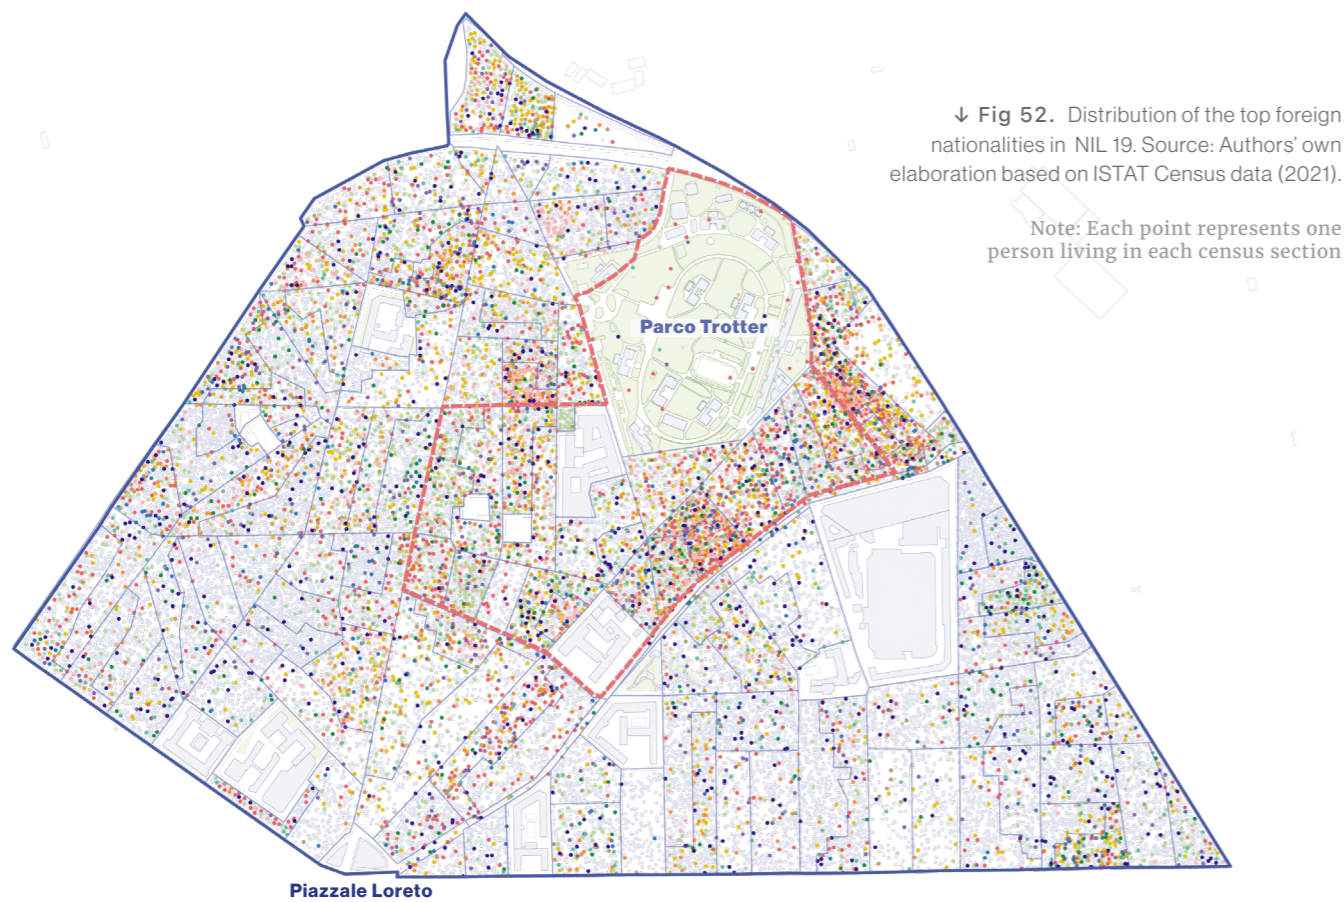 ↓ Fig 52. Distribution of the top foreign
nationalities in NIL 19. Source: Authors' own
elaboration based on ISTAT Census data (2021).
Note: Each point represents one
person living in each census section
Parco Trotter
Piazzale Loreto